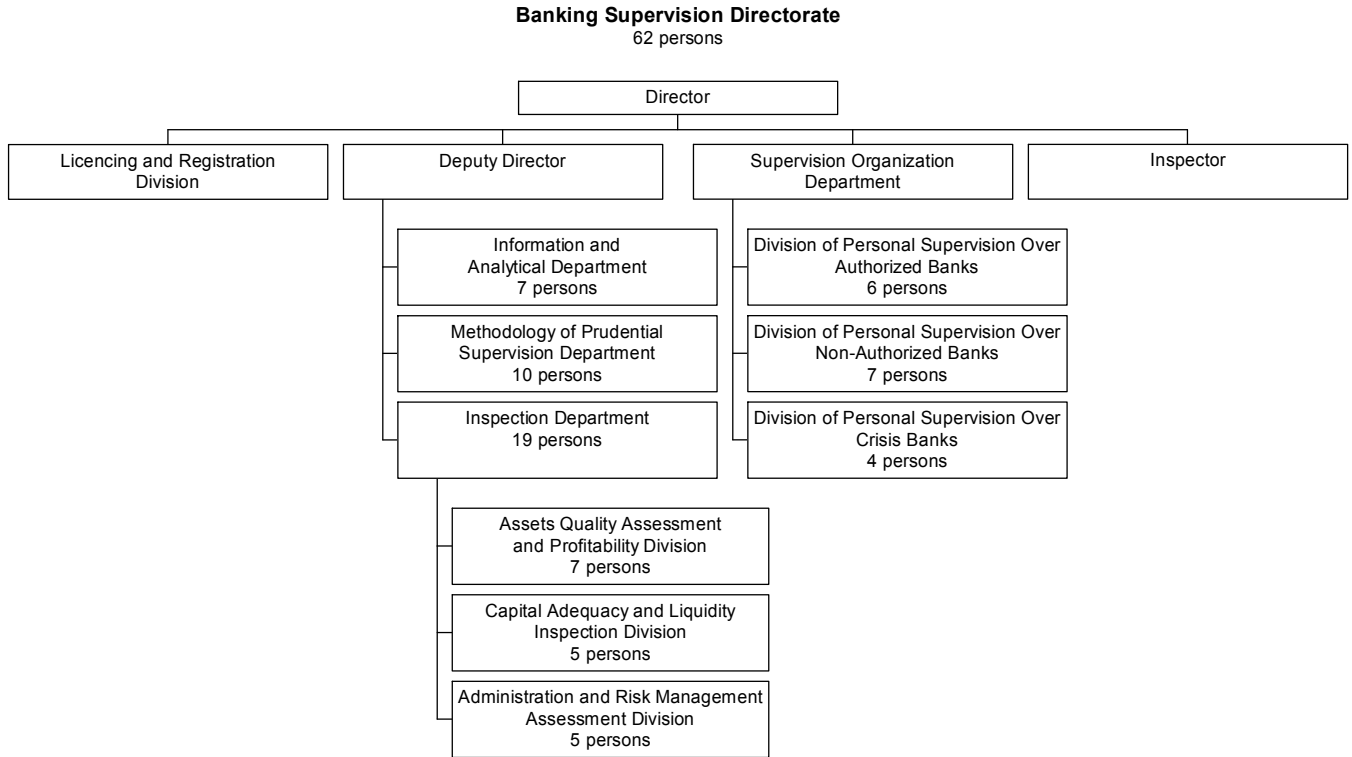 Banking Supervision Directorate
62 persons
Director
Licencing and Registration
Division
Deputy Director
Supervision Organization
Department
Inspector
Information and
Analytical Department
7 persons
Methodology of Prudential
Supervision Department
10 persons
Inspection Department
19 persons
Assets Quality Assessment
and Profitability Division
7 persons
Capital Adequacy and Liquidity
Inspection Division
5 persons
Administration and Risk Management
Assessment Division
5 persons
Division of Personal Supervision Over
Authorized Banks
6 persons
Division of Personal Supervision Over
Non-Authorized Banks
7 persons
Division of Personal Supervision Over
Crisis Banks
4 persons